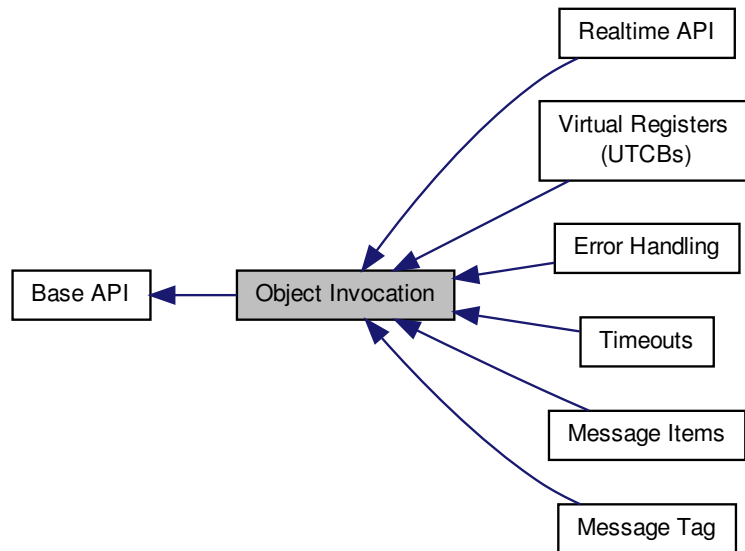 Realtime API
Virtual Registers
(UTCBs)
Error Handling
Base API
Object Invocation
Timeouts
Message Items
Message Tag